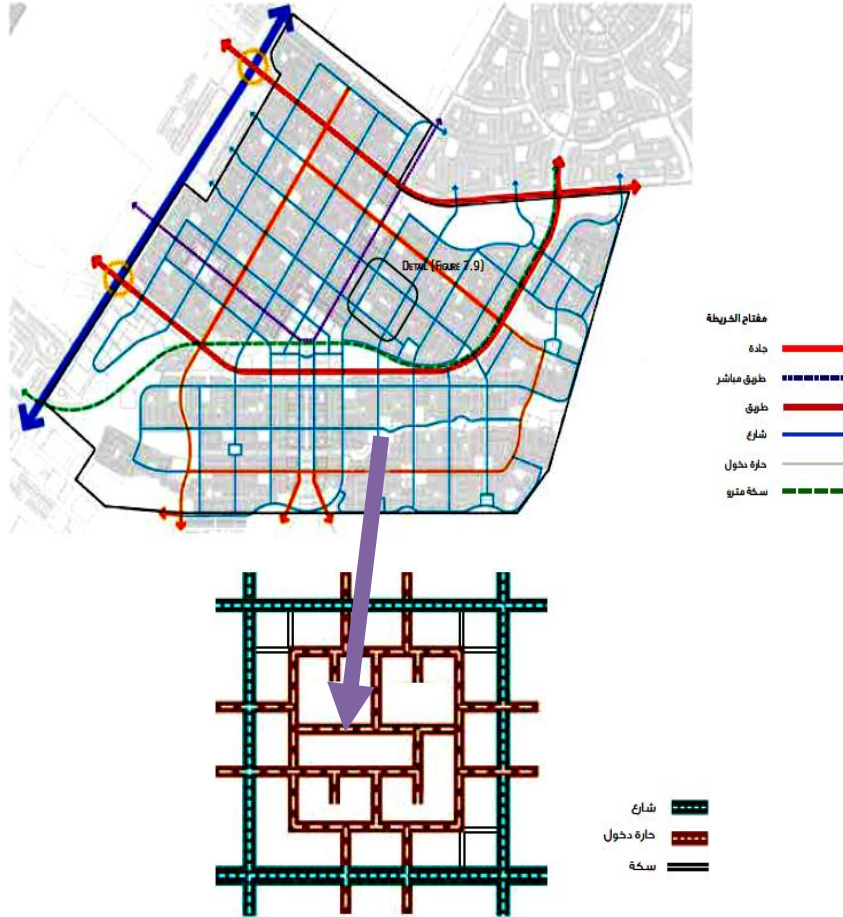 DETAIL (FIGURE 7.9)
مفتاح الخريطة
جادة
طريق مباشر
طريق
شارع
حارة دخول
سكة مترو
شارع
حارة دخول
سكة